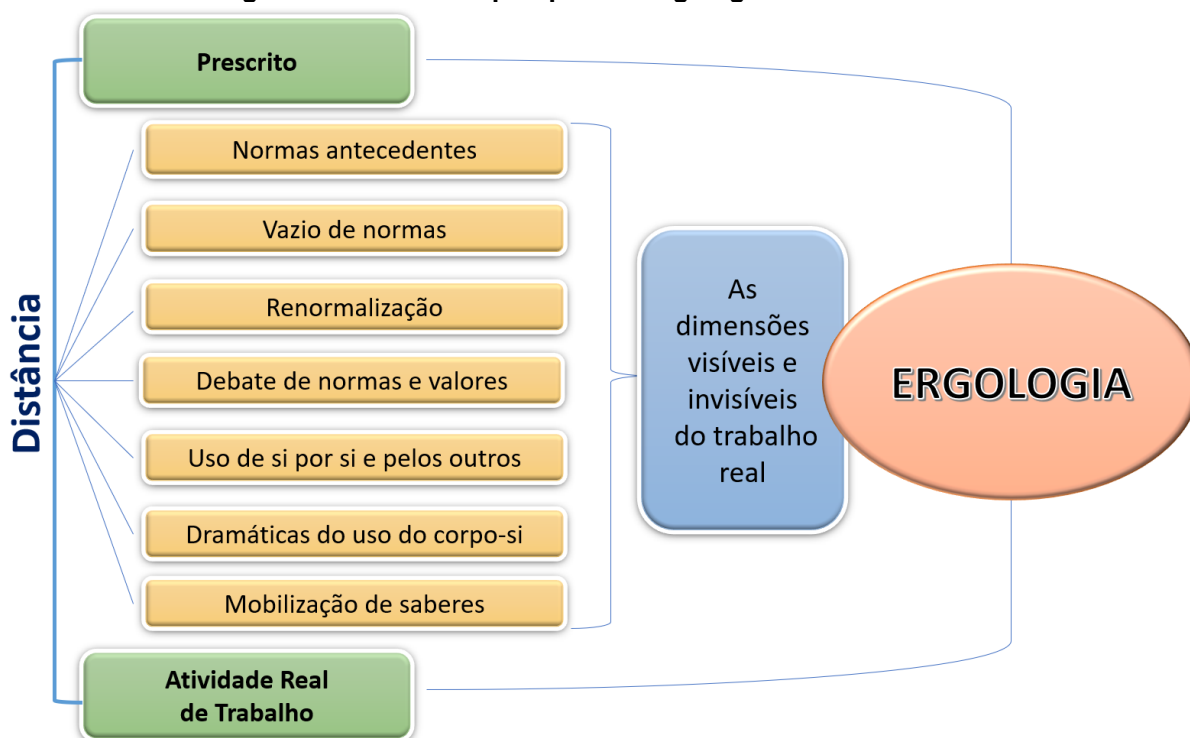 Prescrito
Normas antecedentes
Vazio de normas
Renormalização
Debate de normas e valores
Uso de si por si e pelos outros
Dramáticas do uso do corpo-si
Mobilização de saberes
Atividade Real
de Trabalho
Distância
As
dimensões
visíveis e
invisíveis
do trabalho
real
ERGOLOGIA